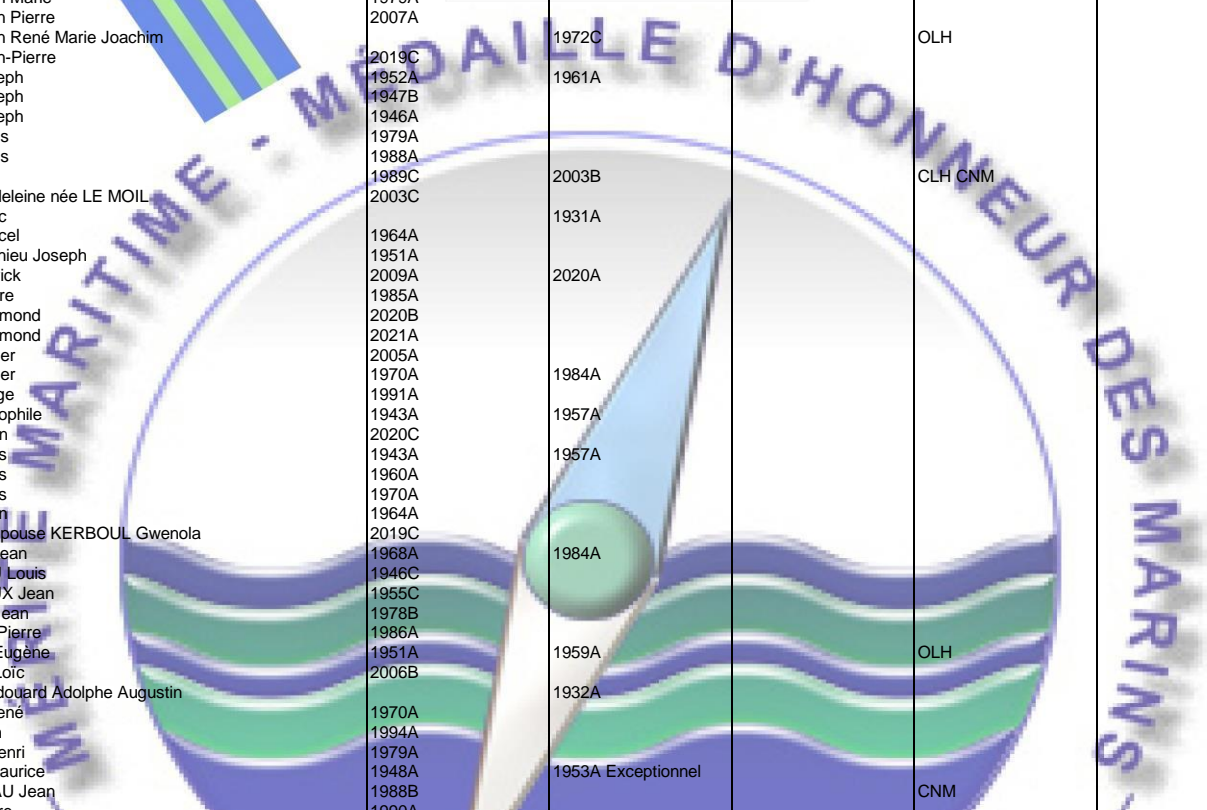 n Pierre 2007A
n René Marie Joachim 1972C OLH
n-Pierre 2019C
eph 1952A 1961A
eph 1947B
eph 1946A
s 1979A
s 1988A
1989C 2003B CLH CNM
leleine née LE MOIL 2003C
c 1931A
cel 1964A
hieu Joseph 1951A
ick 2009A 2020A
re 1985A
mond 2020B
mond 2021A
er 2005A
er 1970A 1984A
ge 1991A
ophile 1943A 1957A
n 2020C
s 1943A 1957A
s 1960A
s 1970A
n 1964A
pouse KERBOUL Gwenola 2019C
ean 1968A 1984A
Louis 1946C
X Jean 1955C
ean 1978B
Pierre 1986A
Eugène 1951A 1959A OLH
Loïc 2006B
douard Adolphe Augustin 1932A
ené 1970A
1994A
enri 1979A
aurice 1948A 1953A Exceptionnel
AU Jean 1988B CNM
1990A
MÉRITE MARITIME - MÉDAILLE D'HONNEUR DES MARINS -